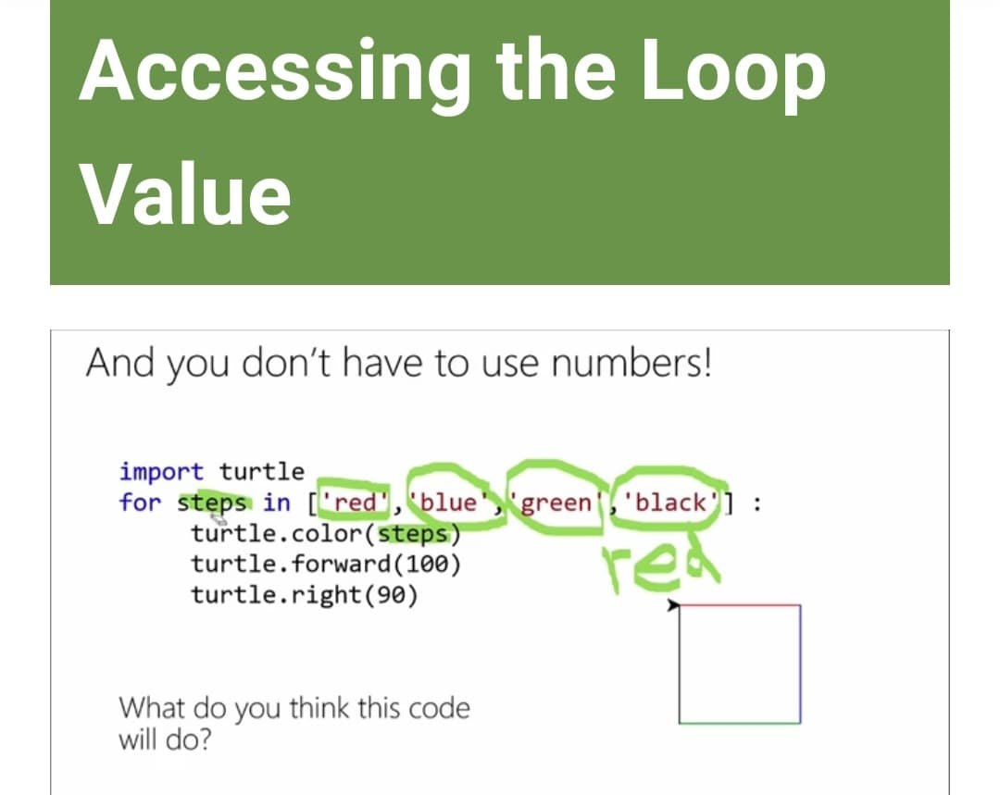 Accessing the Loop
Value
And you don't have to use numbers!
import turtle
for steps in ['red','blue','green','black'] :
turtle.color(steps)
turtle.forward(100)
turtle.right(90)
red
What do you think this code
will do?